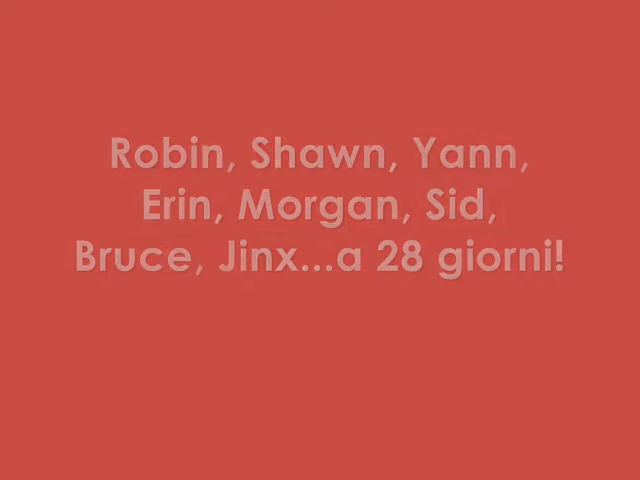 Robin, Shawn, Yann,
Erin, Morgan, Sid,
Bruce, Jinx...a 28 giorni!